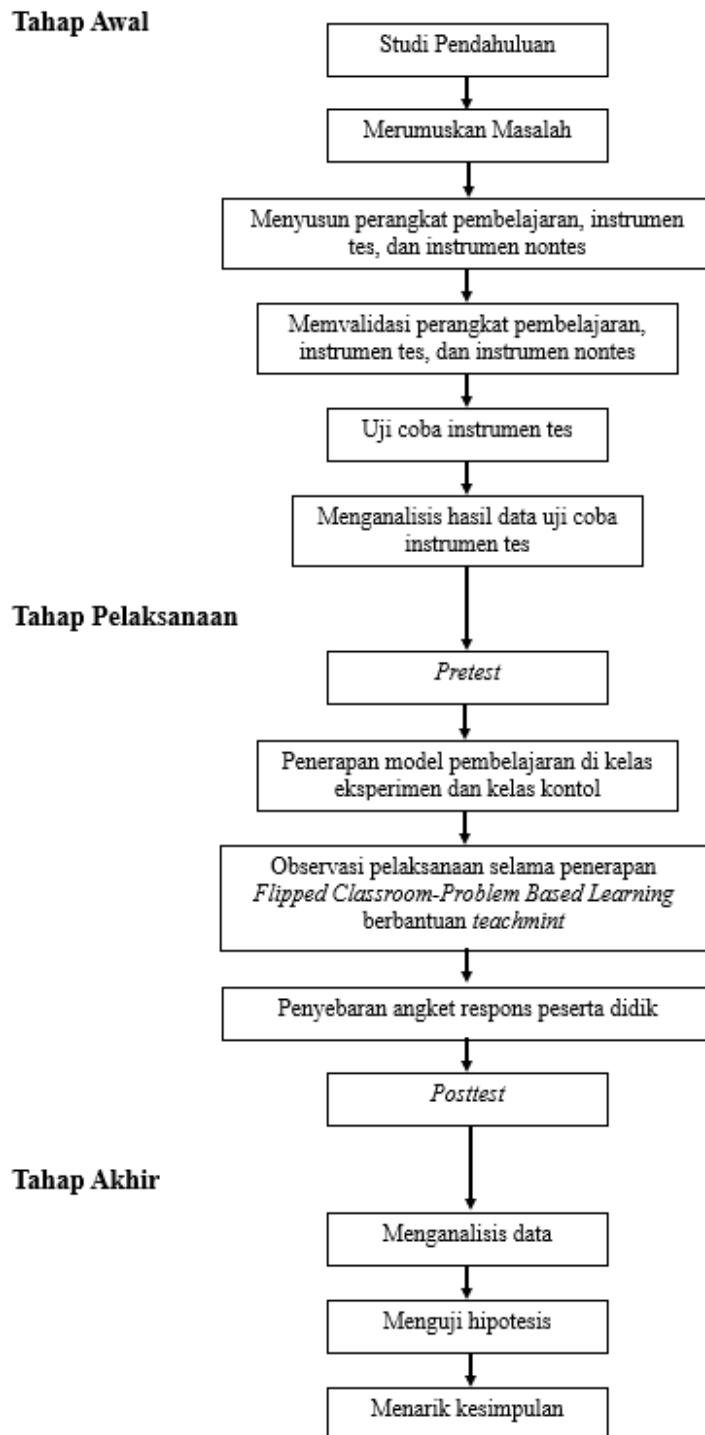 Tahap Awal
Studi Pendahuluan
Merumuskan Masalah
Menyusun perangkat pembelajaran, instrumen
tes, dan instrumen nontes
Memvalidasi perangkat pembelajaran,
instrumen tes, dan instrumen nontes
Uji coba instrumen tes
Menganalisis hasil data uji coba
instrumen tes
Tahap Pelaksanaan
Pretest
Penerapan model pembelajaran di kelas
eksperimen dan kelas kontol
Observasi pelaksanaan selama penerapan
Flipped Classroom-Problem Based Learning
berbantuan teachmint
Penyebaran angket respons peserta didik
Posttest
Tahap Akhir
Menganalisis data
Menguji hipotesis
Menarik kesimpulan